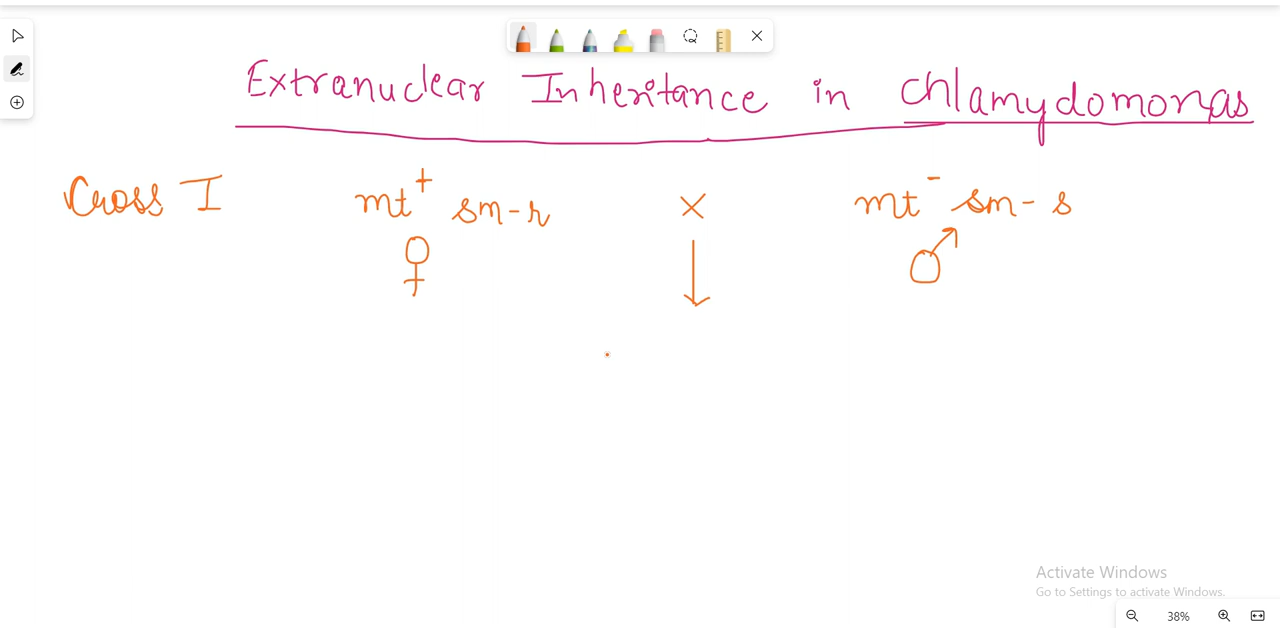 Extranuclear Inheritance in Chlamydomonas
Cross I mt⁺ sm-r × mt⁻ sm-s
♀ ♂
Activate Windows
Go to Settings to activate Windows.
38%